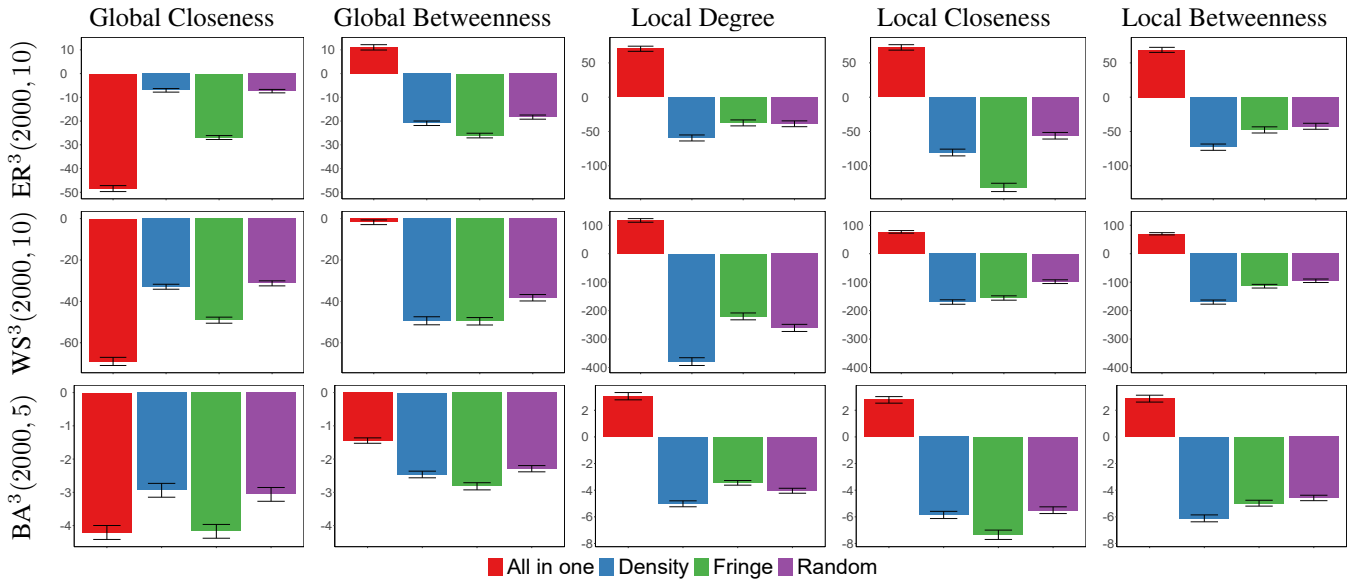 Global Closeness Global Betweenness Local Degree Local Closeness Local Betweenness
ER³(2000, 10)
10 0 -10 -20 -30 -40 -50
10 0 -10 -20 -30 -40 -50
50 0 -50 -100
50 0 -50 -100
50 0 -50 -100
WS³(2000, 10)
0 -20 -40 -60
0 -20 -40 -60
100 0 -100 -200 -300 -400
100 0 -100 -200 -300 -400
100 0 -100 -200 -300 -400
BA³(2000, 5)
0 -1 -2 -3 -4
0 -1 -2 -3 -4
2 0 -2 -4 -6 -8
2 0 -2 -4 -6 -8
2 0 -2 -4 -6 -8
All in one Density Fringe Random